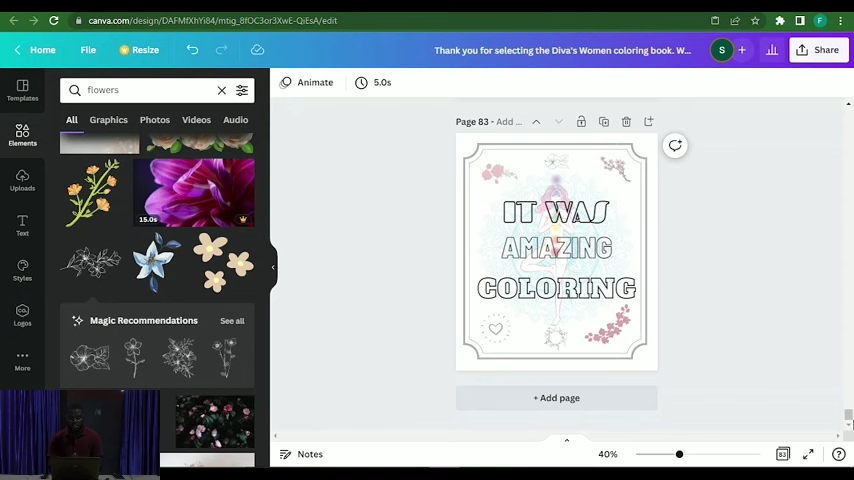 canva.com/design/DAFMfXhYi84/mtig_8fOC3or3XwE-QiEsA/edit
F
Home
File
Resize
Thank you for selecting the Diva's Women coloring book. W...
S
+
Share
Templates
Elements
Uploads
Text
Styles
Logos
More
flowers
All
Graphics
Photos
Videos
Audio
15.0s
Magic Recommendations
See all
Animate
5.0s
Page 83 - Add ...
IT WAS
AMAZING
COLORING
+ Add page
Notes
40%
83